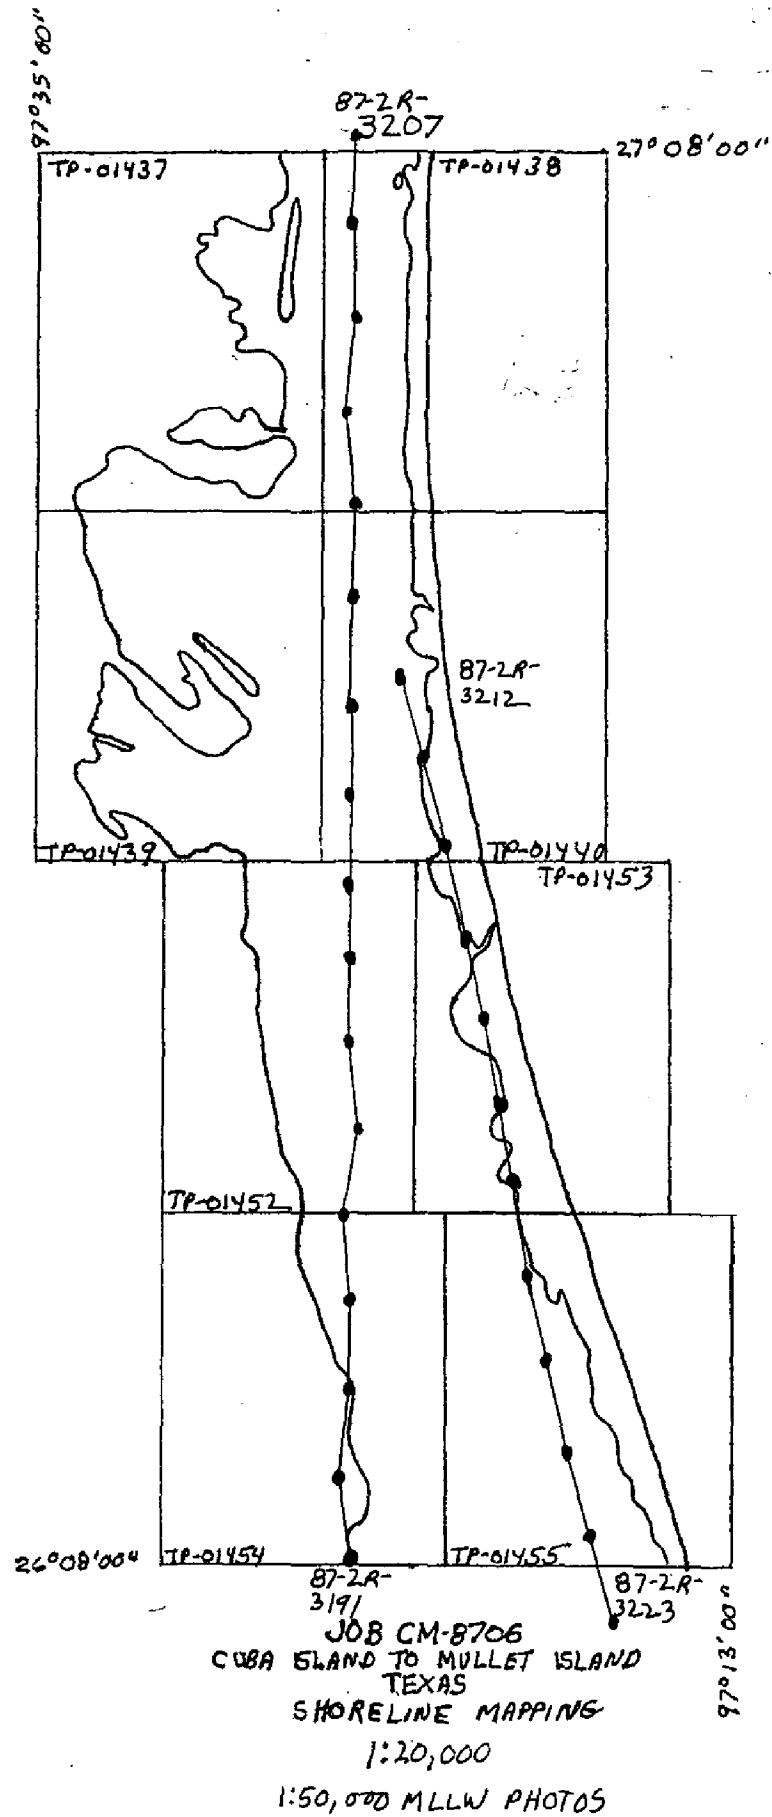 97°35'00"
87-2R-
3207
TP-01437
TP-01438
27°08'00"
87-2R-
3212
TP-01439
TP-01440
TP-01453
TP-01452
26°08'00"
TP-01454
TP-01455
87-2R-
3191
87-2R-
3223
97°13'00"
JOB CM-8706
CUBA ISLAND TO MULLET ISLAND
TEXAS
SHORELINE MAPPING
1:20,000
1:50,000 MLLW PHOTOS